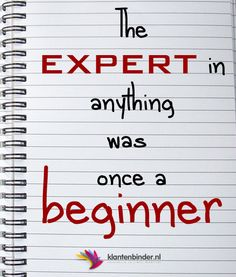 The
EXPERT in
anything
was
once a
beginner
klantenbinder.nl